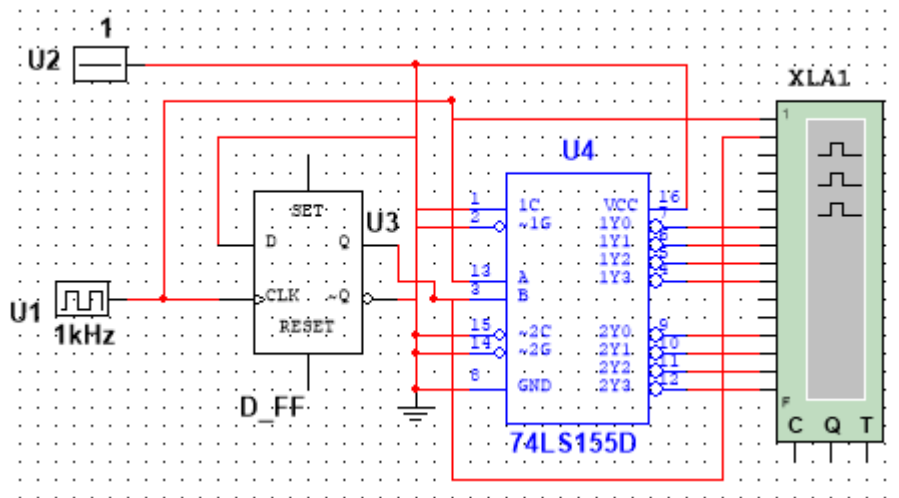 1
U2
XLA1
1
U4
SET
U3
D Q
CLK ~Q
RESET
U1
1kHz
D_FF
1 1C VCC 16
2 ~1G 1Y0 7
1Y1 6
1Y2 5
13 A 1Y3 4
3 B
15 ~2C 2Y0 9
14 ~2G 2Y1 10
2Y2 11
8 GND 2Y3 12
74LS155D
F
C Q T